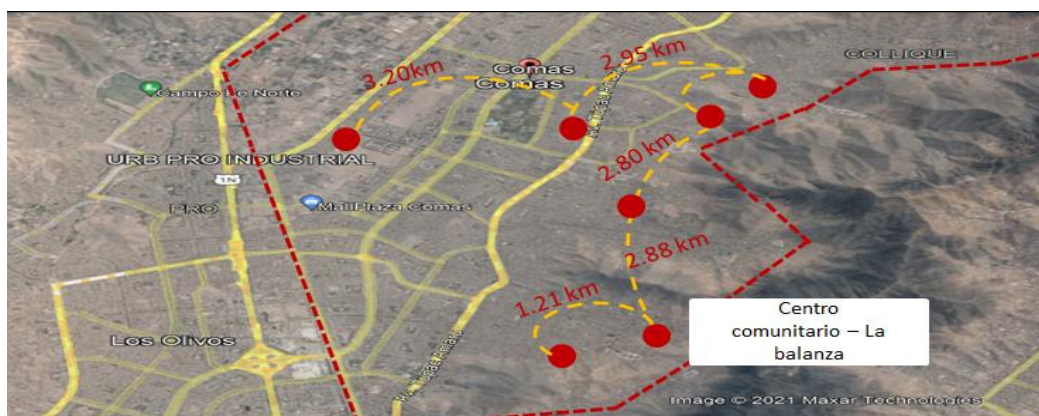 COLLIQUE
2.95 km
3.20km
Comas
Comas
Campo De Norte
URB PRO INDUSTRIAL
1N
PRO
MallPlaza Comas
2.80 km
2.88 km
1.21 km
Centro
comunitario – La
balanza
Los Olivos
Image © 2021 Maxar Technologies